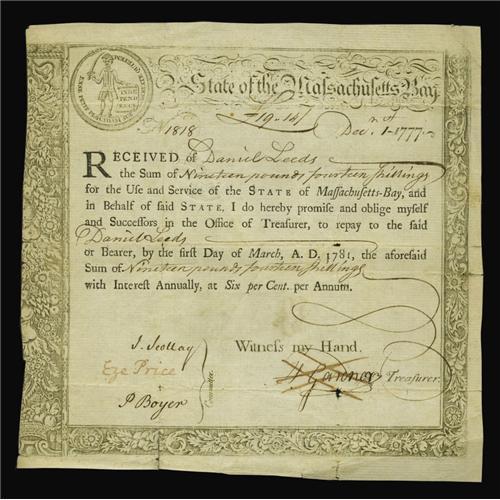 State of the Massachusetts-Bay
No 1818 £19..14 Dec. 1. 1777
RECEIVED of Daniel Leeds
the Sum of Nineteen pounds fourteen shillings
for the Use and Service of the STATE of Massachusetts-Bay, and
in Behalf of said STATE, I do hereby promise and oblige myself
and Successors in the Office of Treasurer, to repay to the said
Daniel Leeds
or Bearer, by the first Day of March, A. D. 1781, the aforesaid
Sum of Nineteen pounds fourteen shillings
with Interest Annually, at Six per Cent. per Annum.
Witness my Hand.
J. Scollay
Eze Price
P Boyer
Committee.
H Gardner Treasurer.